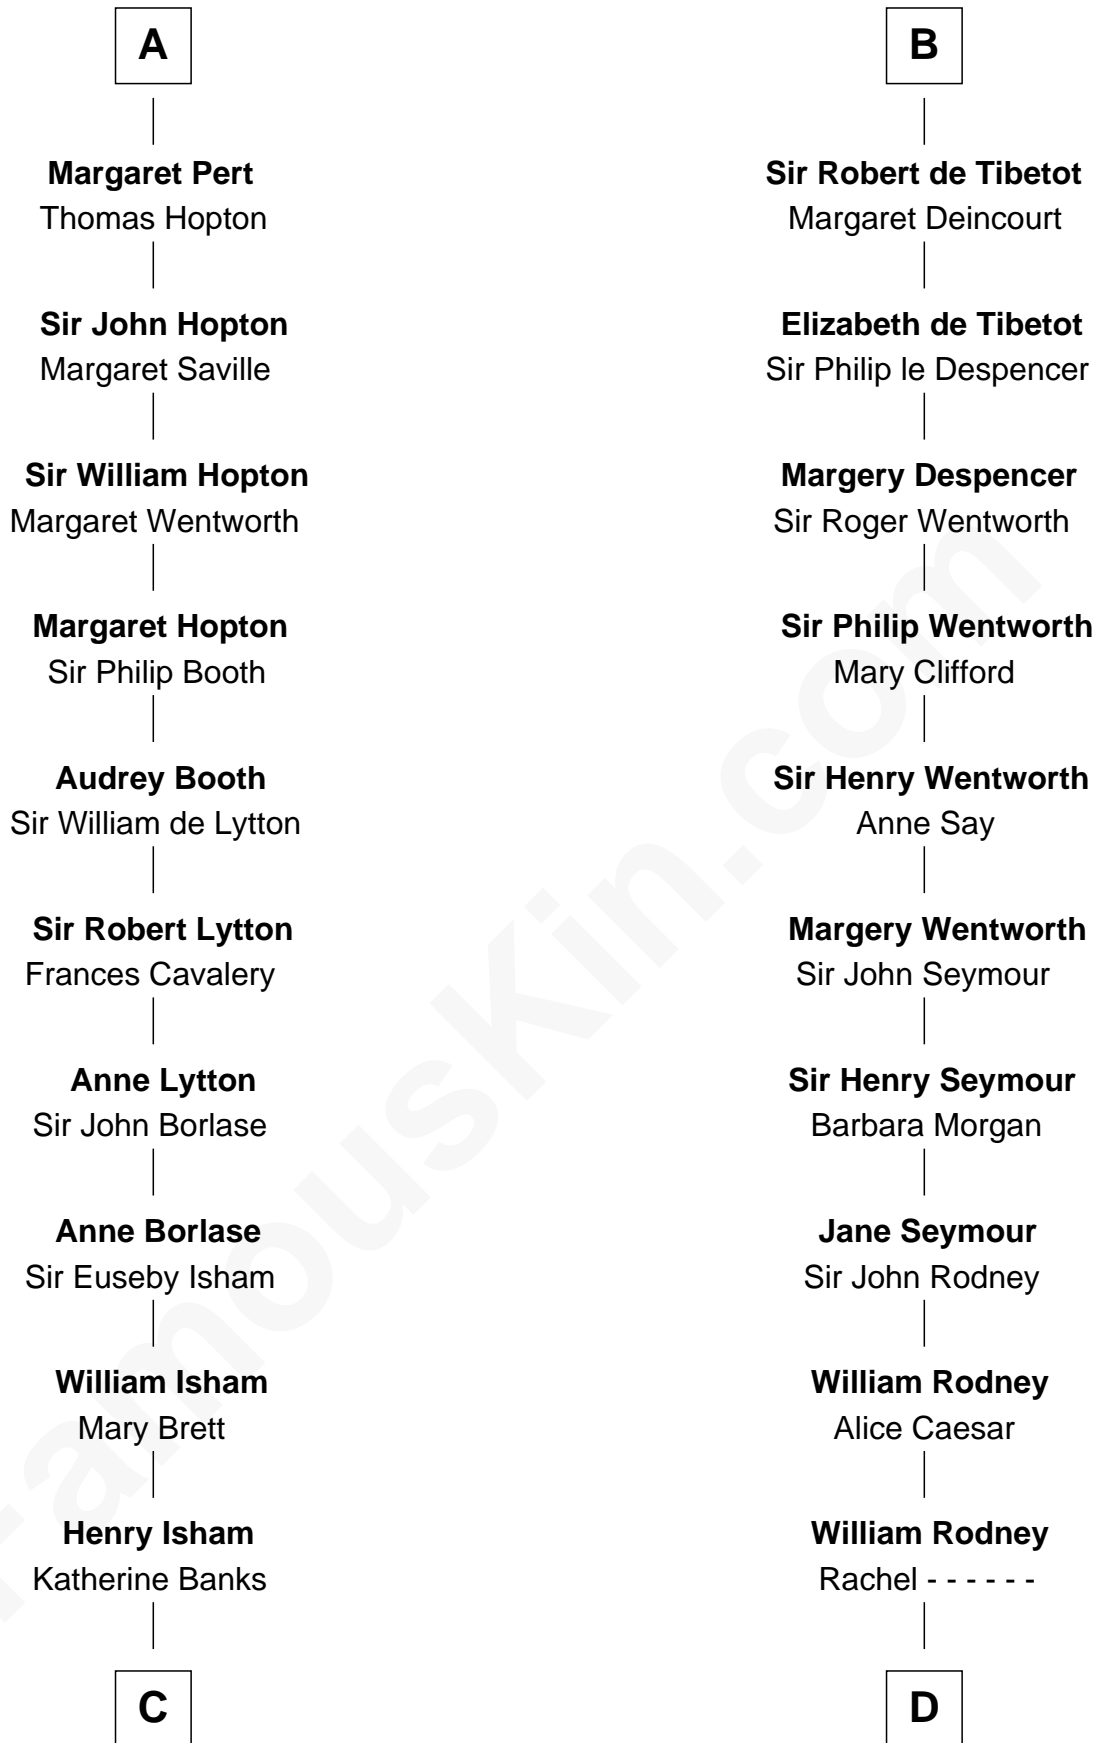 A
Margaret Pert
Thomas Hopton
Sir John Hopton
Margaret Saville
Sir William Hopton
Margaret Wentworth
Margaret Hopton
Sir Philip Booth
Audrey Booth
Sir William de Lytton
Sir Robert Lytton
Frances Cavalery
Anne Lytton
Sir John Borlase
Anne Borlase
Sir Euseby Isham
William Isham
Mary Brett
Henry Isham
Katherine Banks
C
B
Sir Robert de Tibetot
Margaret Deincourt
Elizabeth de Tibetot
Sir Philip le Despencer
Margery Despencer
Sir Roger Wentworth
Sir Philip Wentworth
Mary Clifford
Sir Henry Wentworth
Anne Say
Margery Wentworth
Sir John Seymour
Sir Henry Seymour
Barbara Morgan
Jane Seymour
Sir John Rodney
William Rodney
Alice Caesar
William Rodney
Rachel - - - - - -
D
FamousKin.com